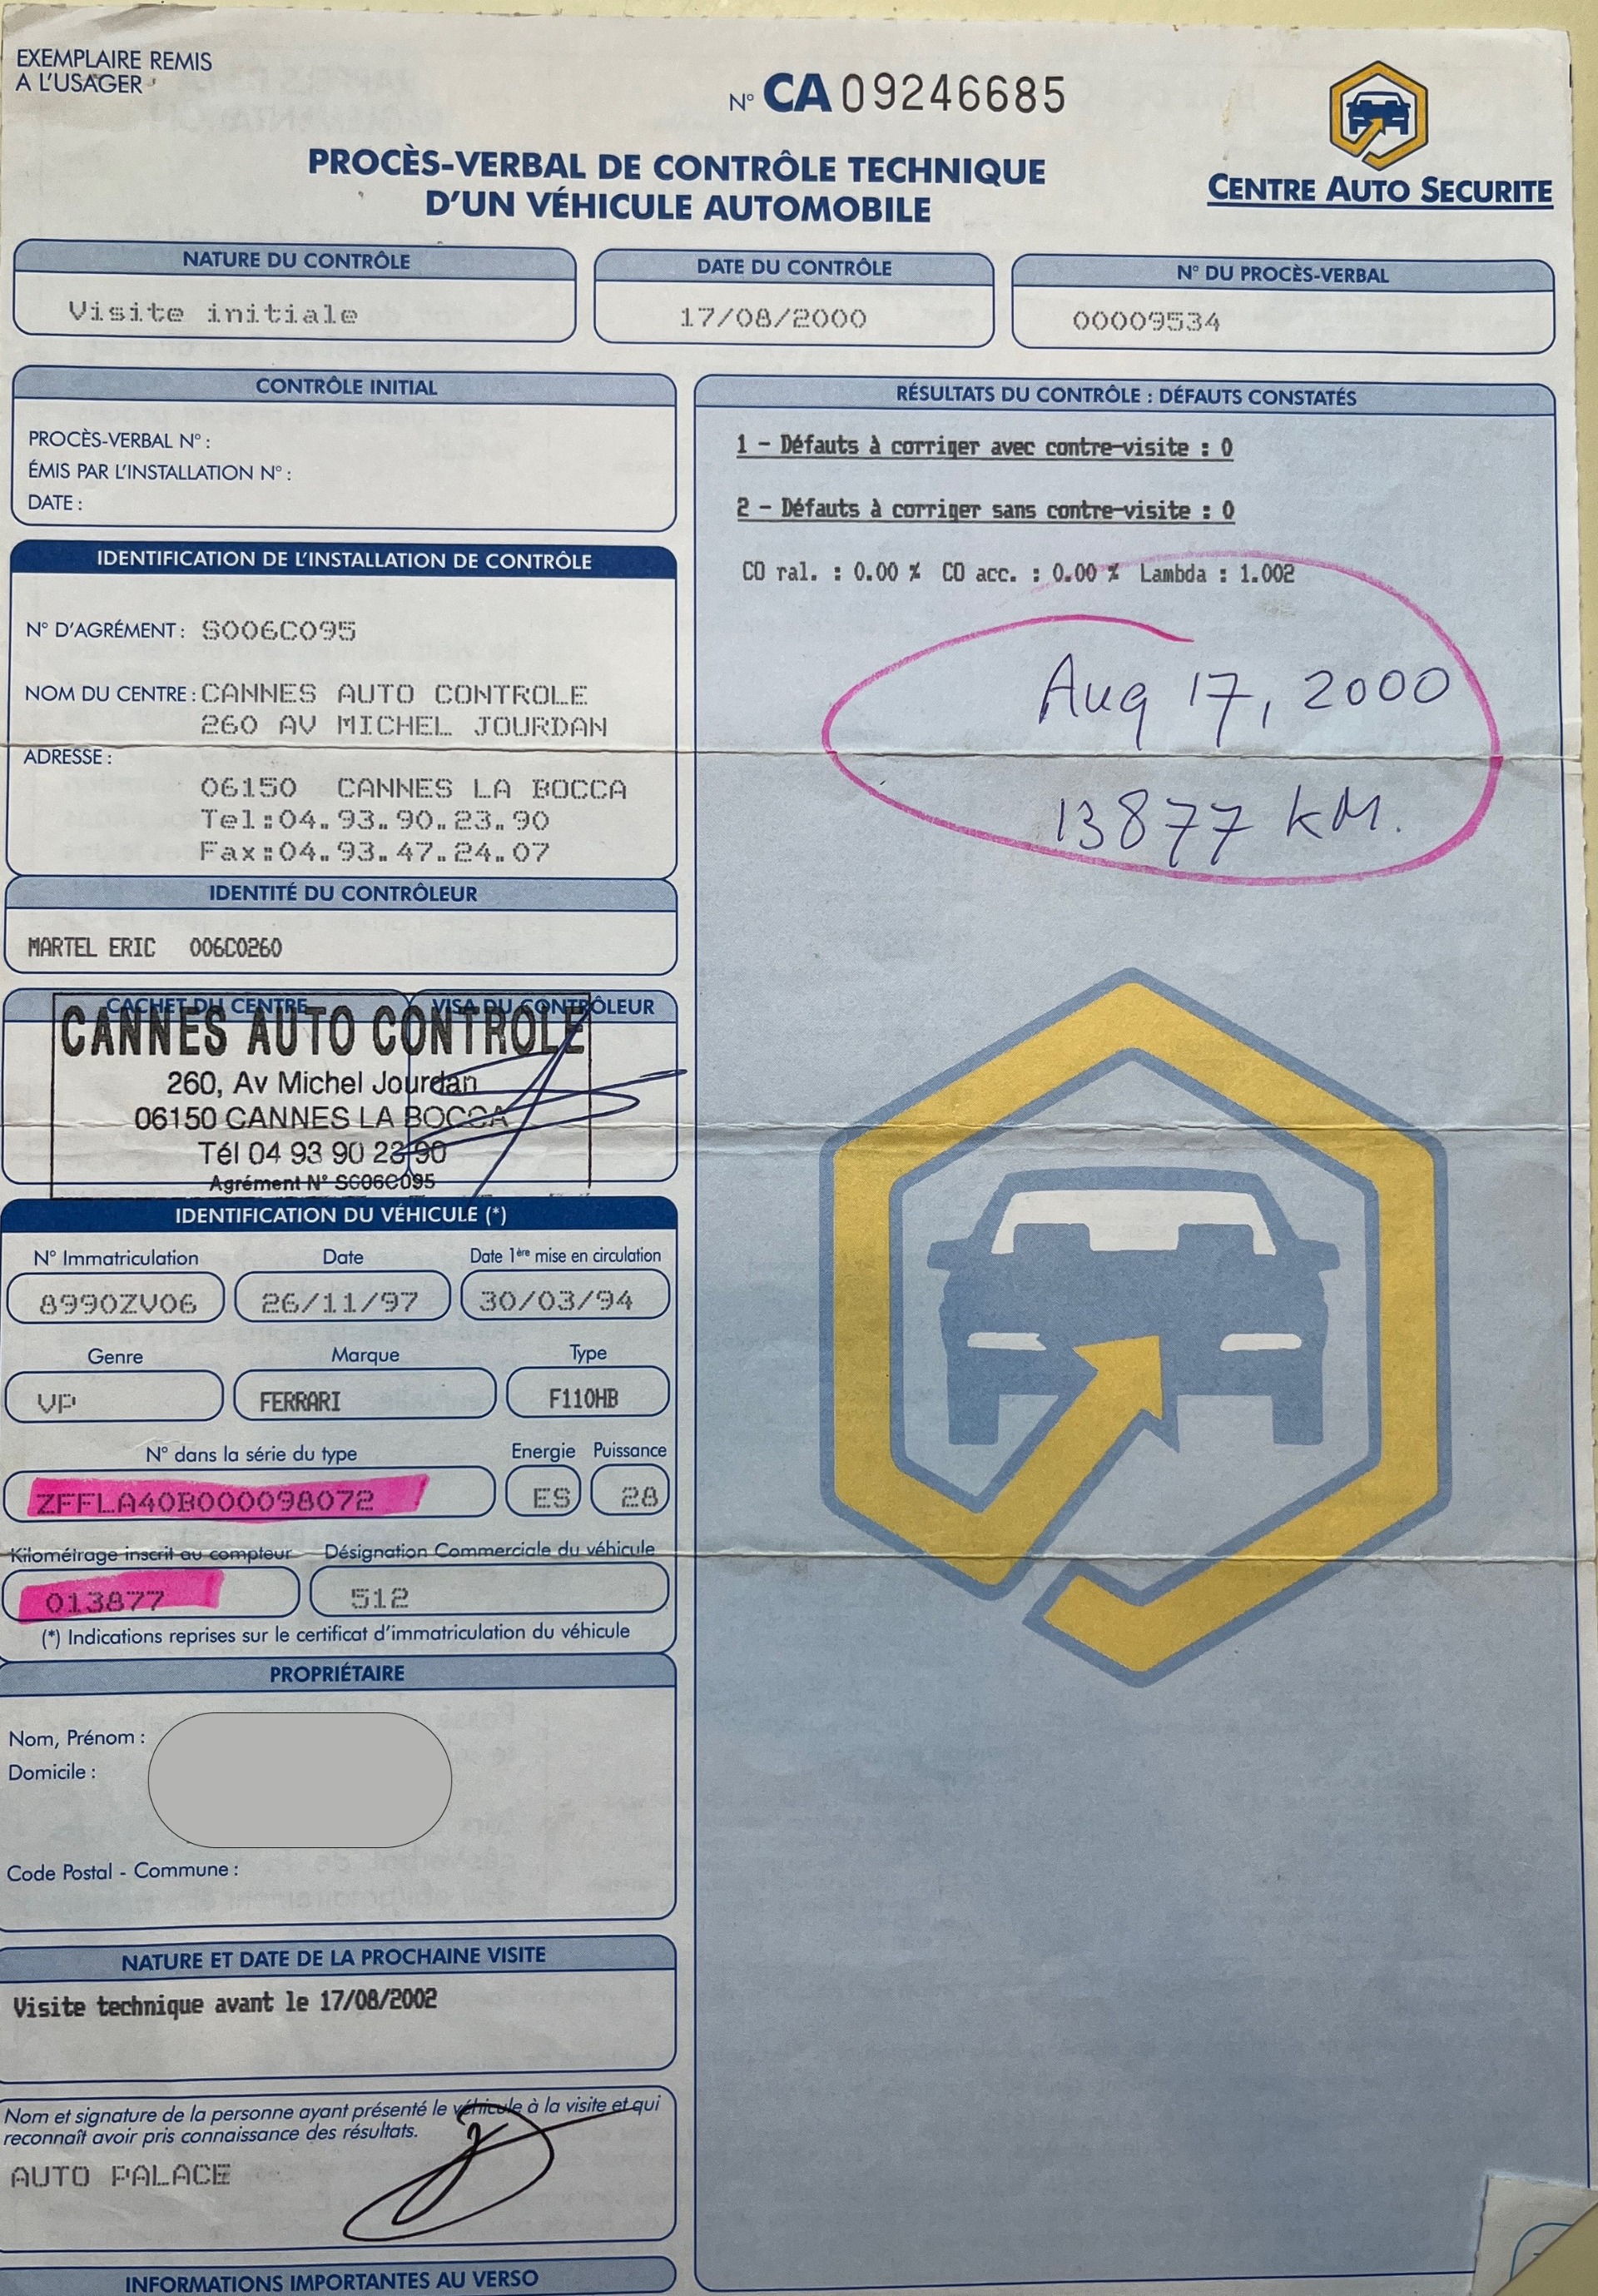 EXEMPLAIRE REMIS
A L'USAGER
N° CA 09246685
PROCÈS-VERBAL DE CONTRÔLE TECHNIQUE
D'UN VÉHICULE AUTOMOBILE
CENTRE AUTO SECURITE
NATURE DU CONTRÔLE
Visite initiale
DATE DU CONTRÔLE
17/08/2000
N° DU PROCÈS-VERBAL
00009534
CONTRÔLE INITIAL
PROCÈS-VERBAL N° :
ÉMIS PAR L'INSTALLATION N° :
DATE :
IDENTIFICATION DE L'INSTALLATION DE CONTRÔLE
N° D'AGRÉMENT : S006C095
NOM DU CENTRE : CANNES AUTO CONTROLE
260 AV MICHEL JOURDAN
ADRESSE :
06150 CANNES LA BOCCA
Tel:04.93.90.23.90
Fax:04.93.47.24.07
IDENTITÉ DU CONTRÔLEUR
MARTEL ERIC 006C0260
CACHET DU CENTRE
VISA DU CONTRÔLEUR
CANNES AUTO CONTROLE
260, Av Michel Jourdan
06150 CANNES LA BOCCA
Tél 04 93 90 23 90
Agrément N° S006C095
IDENTIFICATION DU VÉHICULE (*)
N° Immatriculation Date Date 1ère mise en circulation
8990ZV06 26/11/97 30/03/94
Genre Marque Type
VP FERRARI F110HB
N° dans la série du type Energie Puissance
ZFFLA40B000098072 ES 28
Kilométrage inscrit au compteur Désignation Commerciale du véhicule
013877 512
(*) Indications reprises sur le certificat d'immatriculation du véhicule
PROPRIÉTAIRE
Nom, Prénom :
Domicile :
Code Postal - Commune :
NATURE ET DATE DE LA PROCHAINE VISITE
Visite technique avant le 17/08/2002
Nom et signature de la personne ayant présenté le véhicule à la visite et qui
reconnaît avoir pris connaissance des résultats.
AUTO PALACE
INFORMATIONS IMPORTANTES AU VERSO
RÉSULTATS DU CONTRÔLE : DÉFAUTS CONSTATÉS
1 - Défauts à corriger avec contre-visite : 0
2 - Défauts à corriger sans contre-visite : 0
CO ral. : 0.00 % CO acc. : 0.00 % Lambda : 1.002
Aug 17, 2000
13877 KM.